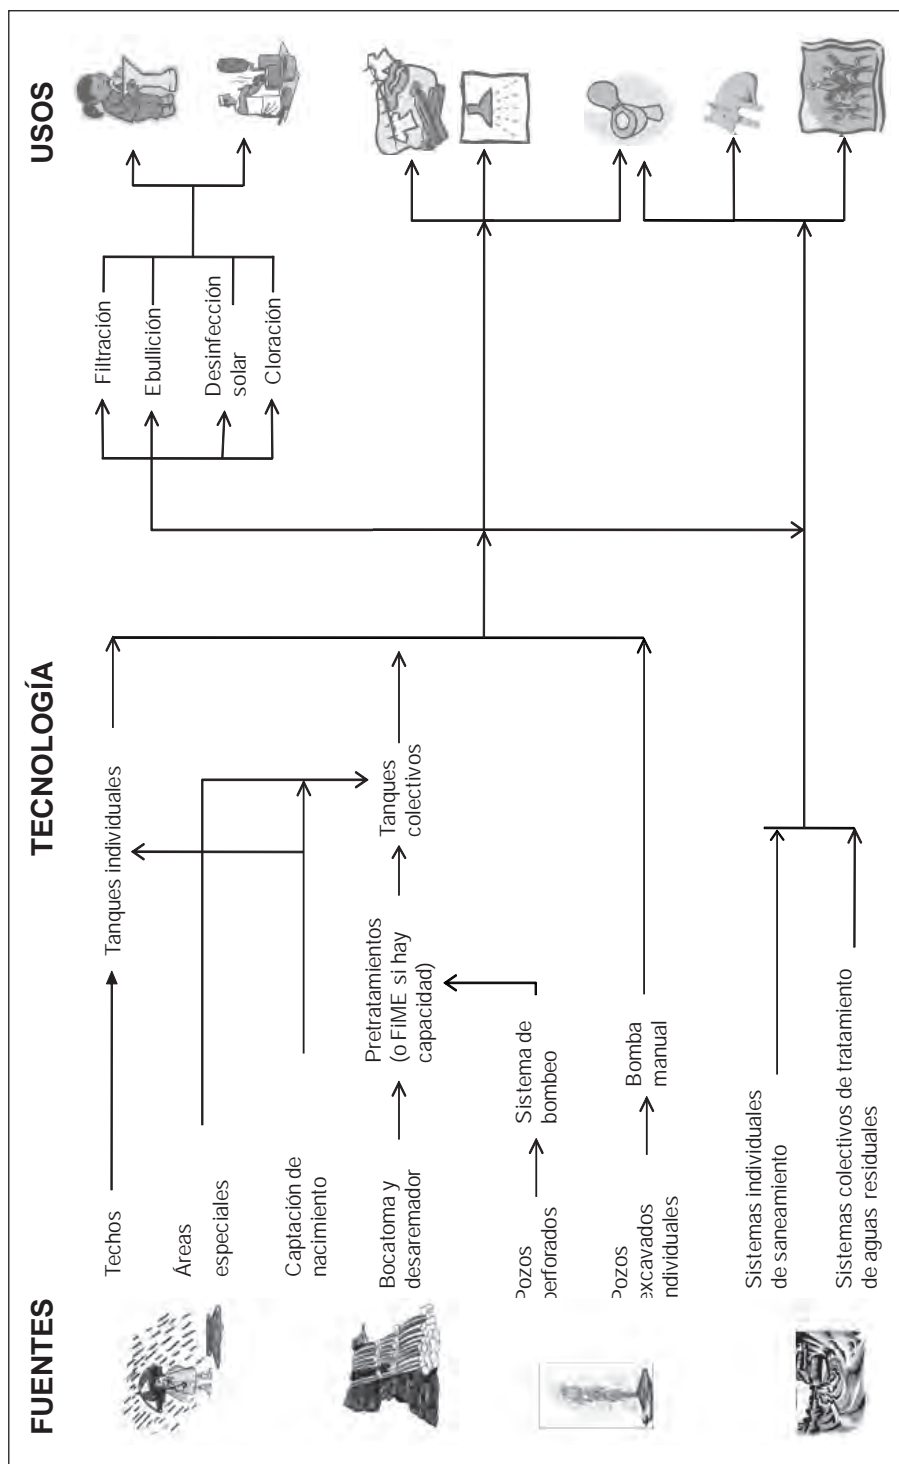 FUENTES
TECNOLOGÍA
USOS
Techos
Áreas
especiales
Captación de
nacimiento
Bocatoma y
desaremador
Pozos
perforados
Pozos
excavados
ndividuales
Sistemas individuales
de saneamiento
Sistemas colectivos de tratamiento
de aguas residuales
Tanques individuales
Pretratamientos
(o FiME si hay
capacidad)
Tanques
colectivos
Sistema de
bombeo
Bomba
manual
Filtración
Ebullición
Desinfección
solar
Cloración